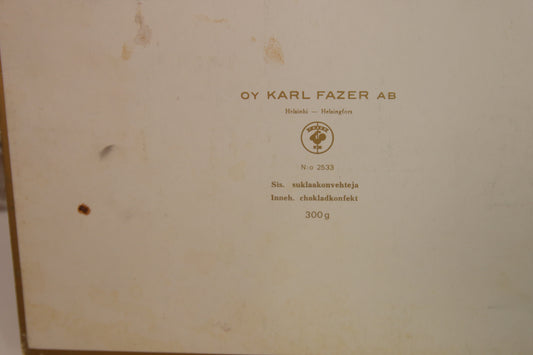 OY KARL FAZER AB
Helsinki — Helsingfors
N:o 2533
Sis. suklaakonvehteja
Inneh. chokladkonfekt
300 g